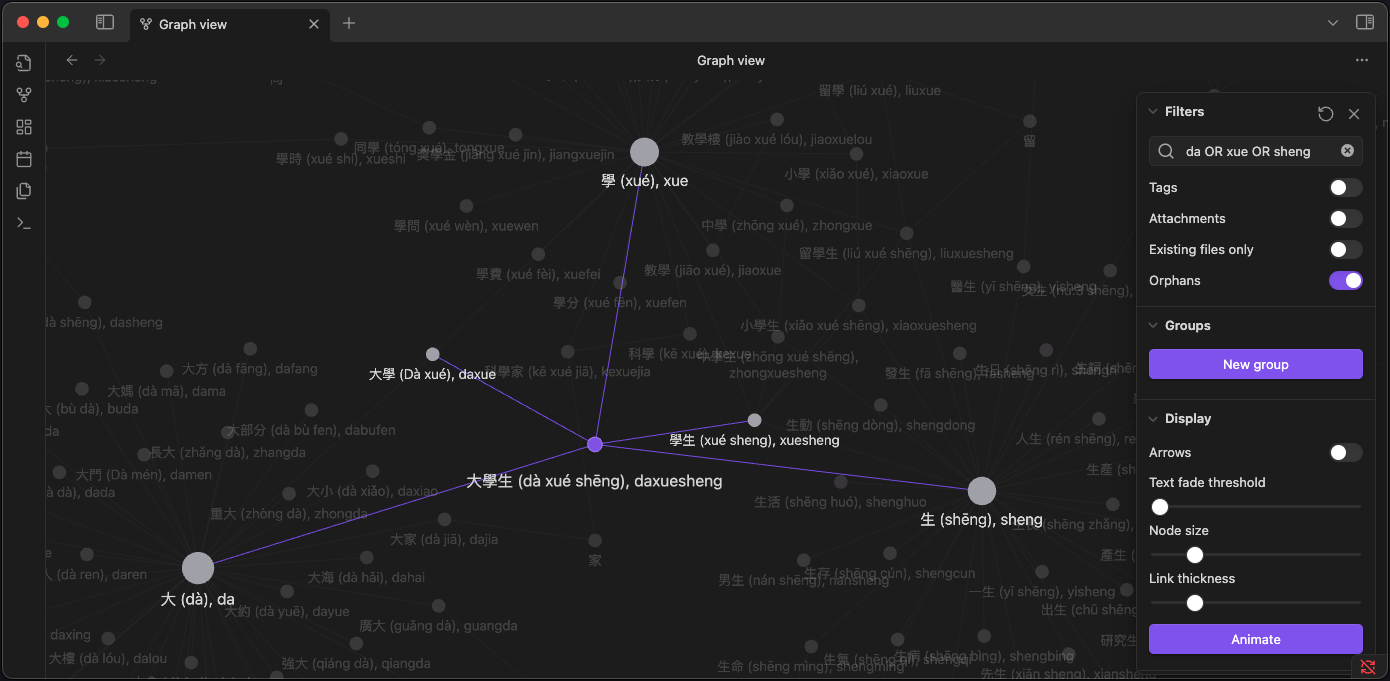 Graph view
Graph view
留學 (liú xué), liuxue
教學樓 (jiào xué lóu), jiaoxuelou
留
同學 (tóng xué), tongxue
學時 (xué shí), xueshi
獎學金 (jiǎng xué jīn), jiangxuejin
小學 (xiǎo xué), xiaoxue
學 (xué), xue
學問 (xué wèn), xuewen
中學 (zhōng xué), zhongxue
留學生 (liú xué shēng), liuxuesheng
學費 (xué fèi), xuefei
教學 (jiāo xué), jiaoxue
醫生 (yī shēng), yisheng
學分 (xué fēn), xuefen
dà shēng), dasheng
小學生 (xiǎo xué shēng), xiaoxuesheng
科學 (kē xué), kexue
(zhōng xué shēng),
zhongxuesheng
大方 (dà fāng), dafang
大學 (Dà xué), daxue
科學家 (kē xué jiā), kexuejia
發生 (fā shēng), fasheng
大媽 (dà mā), dama
(bù dà), buda
da
大部分 (dà bù fen), dabufen
生動 (shēng dòng), shengdong
人生 (rén shēng), re
學生 (xué sheng), xuesheng
長大 (zhǎng dà), zhangda
大門 (Dà mén), damen
生產 (sh
大學生 (dà xué shēng), daxuesheng
dà), dada
大小 (dà xiǎo), daxiao
生活 (shēng huó), shenghuo
重大 (zhòng dà), zhongda
生 (shēng), sheng
(shēng zhǎng),
大家 (dà jiā), dajia
家
產生 (
人 (dà ren), daren
大海 (dà hǎi), dahai
男生 (nán shēng), nansheng
生存 (shēng cún), shengcun
一生 (yī shēng), yisheng
大 (dà), da
大約 (dà yuē), dayue
出生 (chū shēng
廣大 (guǎng dà), guangda
daxing
研究生
大樓 (dà lóu), dalou
強大 (qiáng dà), qiangda
生命 (shēng mìng), shengming
生氣 (shēng qì), shengqi
生病 (shēng bìng), shengbing
先生 (xiān sheng), xiansheng
Filters
da OR xue OR sheng
Tags
Attachments
Existing files only
Orphans
Groups
New group
Display
Arrows
Text fade threshold
Node size
Link thickness
Animate